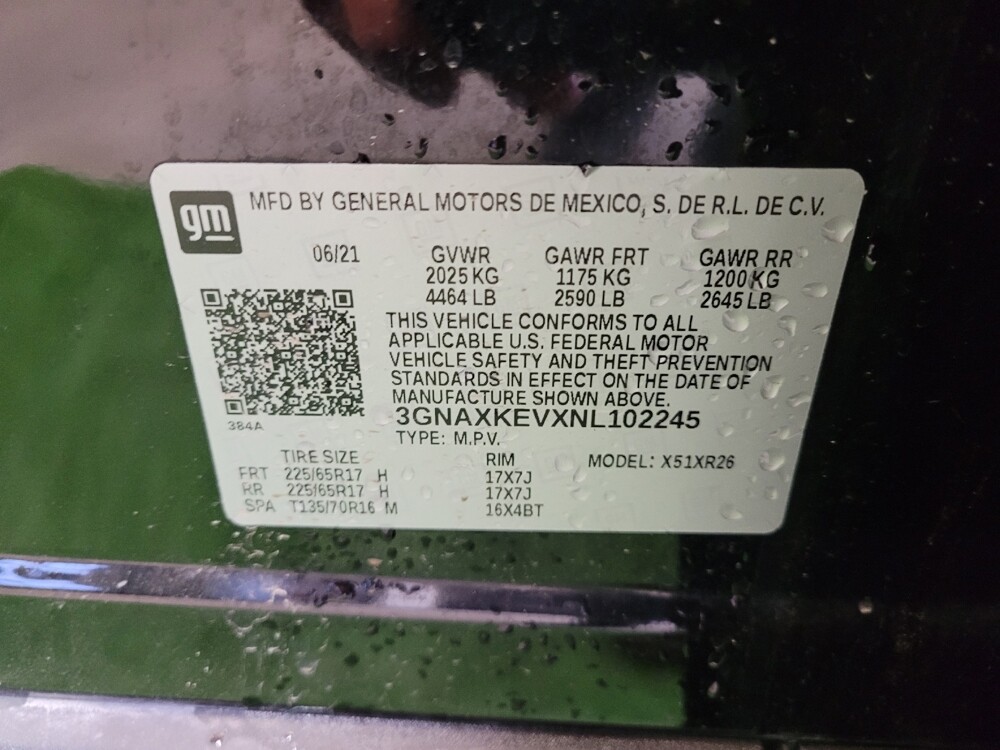 gm
MFD BY GENERAL MOTORS DE MEXICO, S. DE R.L. DE C.V.
06/21 GVWR GAWR FRT GAWR RR
2025 KG 1175 KG 1200 KG
4464 LB 2590 LB 2645 LB
THIS VEHICLE CONFORMS TO ALL
APPLICABLE U.S. FEDERAL MOTOR
VEHICLE SAFETY AND THEFT PREVENTION
STANDARDS IN EFFECT ON THE DATE OF
MANUFACTURE SHOWN ABOVE.
3GNAXKEVXNL102245
384A
TYPE: M.P.V.
TIRE SIZE RIM MODEL: X51XR26
FRT 225/65R17 H 17X7J
RR 225/65R17 H 17X7J
SPA T135/70R16 M 16X4BT